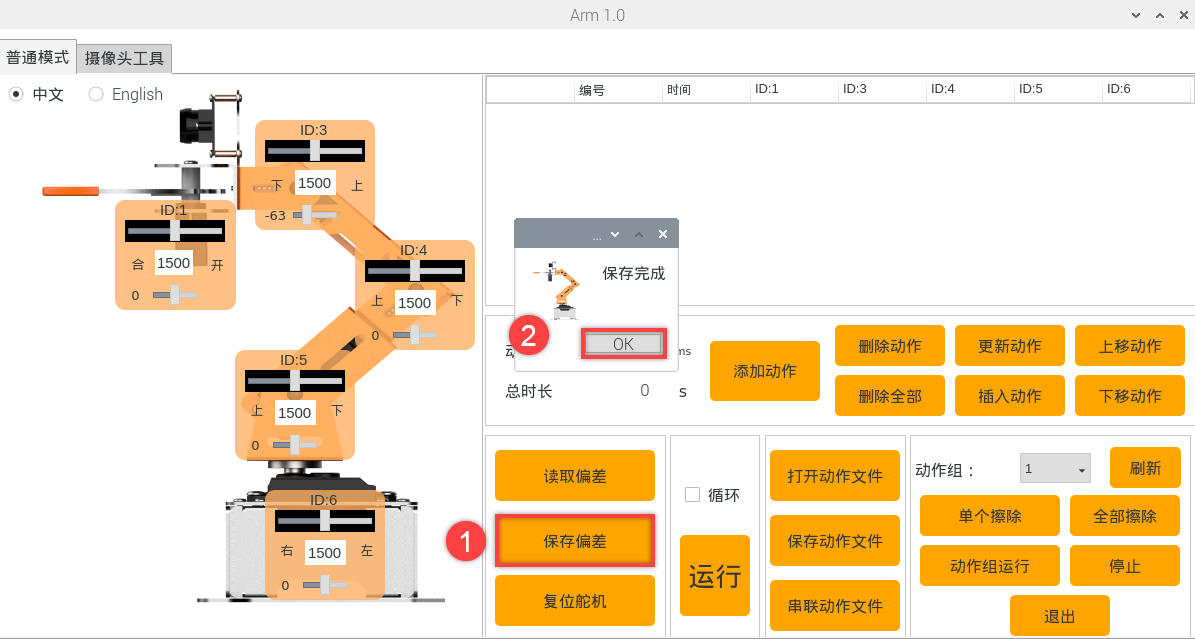 Arm 1.0
普通模式 摄像头工具
中文 English
编号 时间 ID:1 ID:3 ID:4 ID:5 ID:6
ID:3
下 1500 上
-63
ID:1
合 1500 开
0
ID:4
上 1500 下
0
ID:5
上 1500 下
0
ID:6
右 1500 左
0
...
保存完成
OK
2
动 ms
总时长 0 s
添加动作
删除动作 更新动作 上移动作
删除全部 插入动作 下移动作
读取偏差
1
保存偏差
复位舵机
循环
运行
打开动作文件
保存动作文件
串联动作文件
动作组： 1 刷新
单个擦除 全部擦除
动作组运行 停止
退出